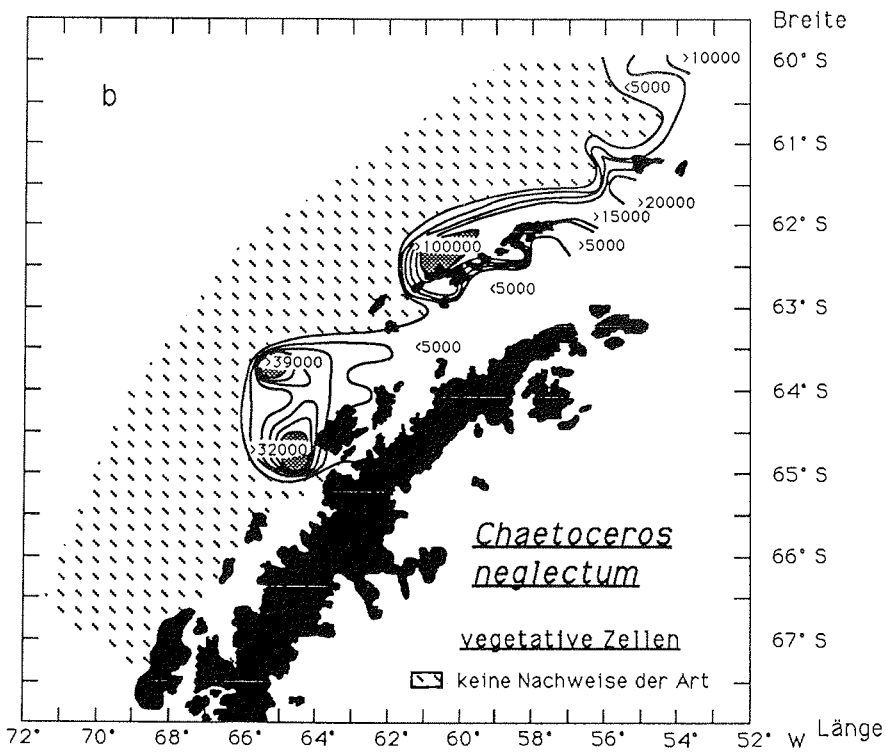 Breite
b
>10000
60° S
<5000
61° S
>20000
>15000
62° S
>100000
>5000
<5000
63° S
<5000
>39000
64° S
>32000
65° S
Chaetoceros
neglectum
66° S
vegetative Zellen
67° S
keine Nachweise der Art
72° 70° 68° 66° 64° 62° 60° 58° 56° 54° 52° W Länge